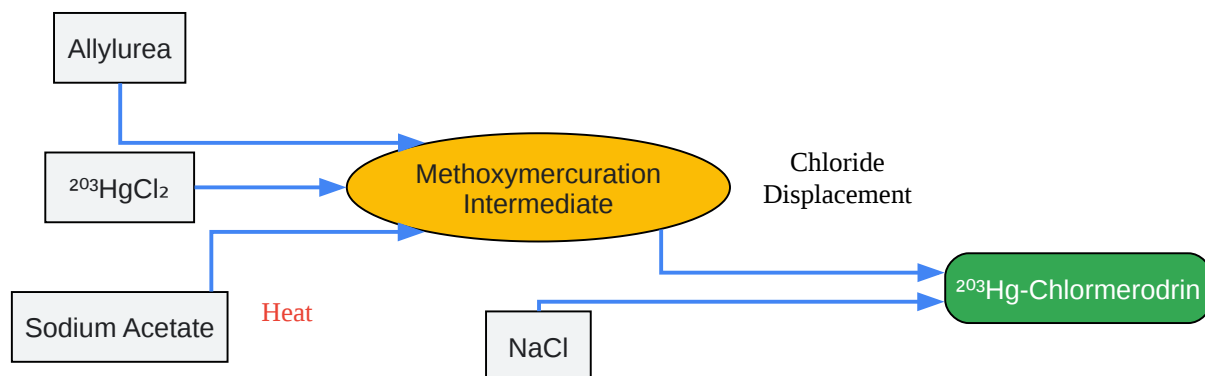 Allylurea
²⁰³HgCl₂
Methoxymercuration
Intermediate
Chloride
Displacement
Sodium Acetate
Heat
NaCl
²⁰³Hg-Chlormerodrin